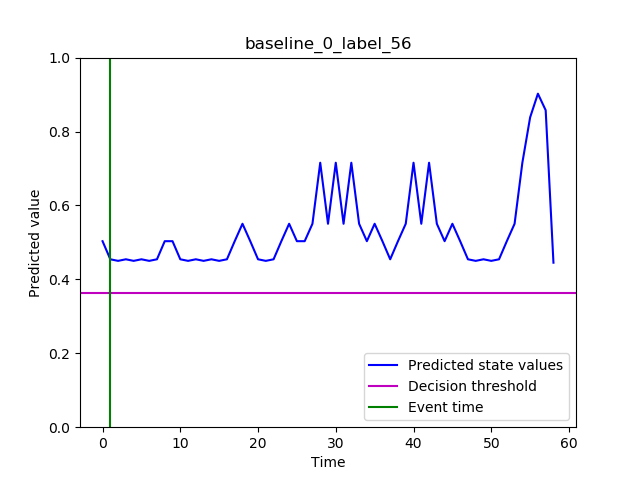 baseline_0_label_56
1.0
0.8
0.6
0.4
0.2
0.0
Predicted value
Predicted state values
Decision threshold
Event time
0 10 20 30 40 50 60
Time